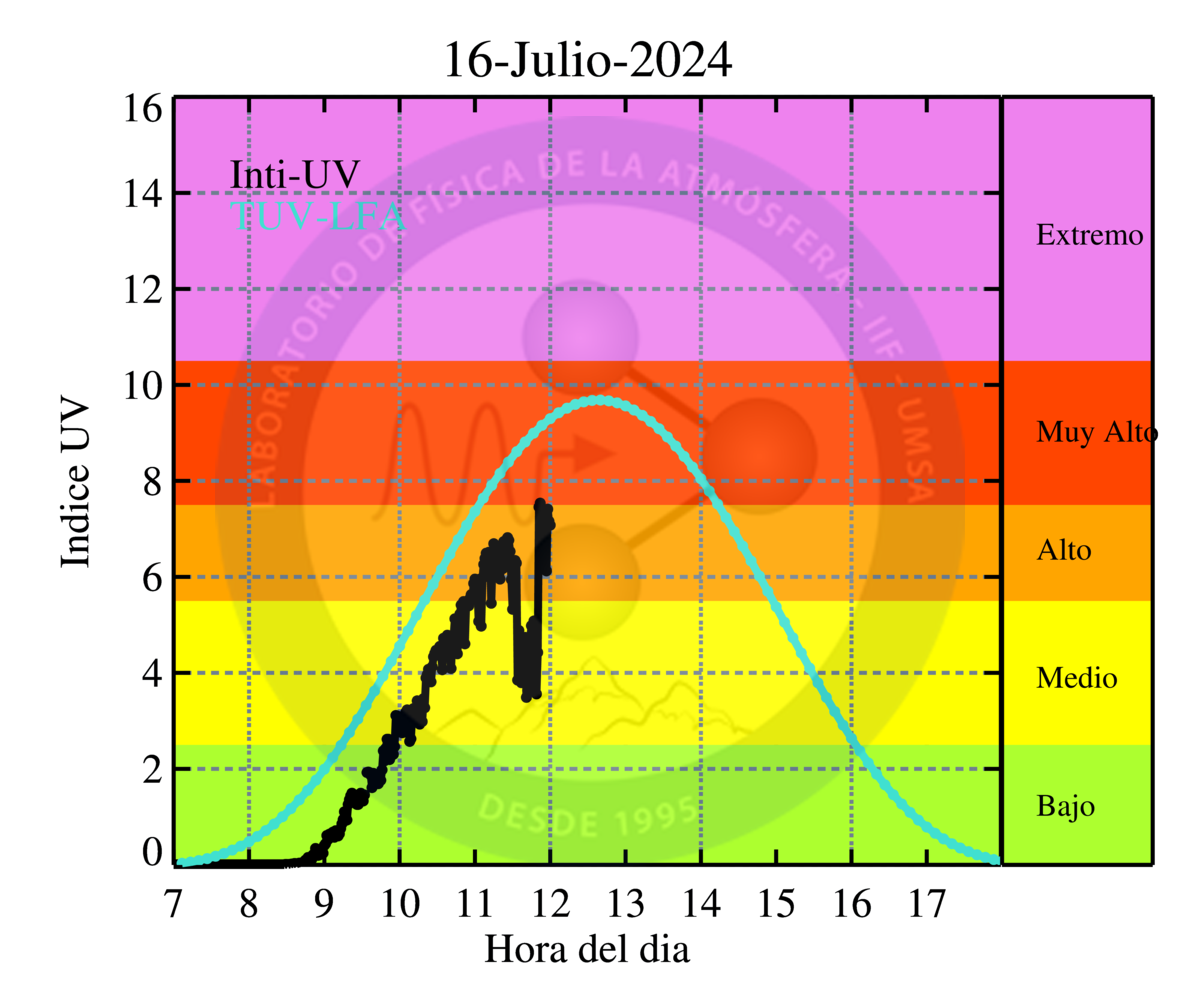 16-Julio-2024
Inti-UV
TUV-LFA
LABORATORIO DE FÍSICA DE LA ATMÓSFERA - IIF - UMSA
DESDE 1995
Indice UV
16
14
12
10
8
6
4
2
0
Extremo
Muy Alto
Alto
Medio
Bajo
7 8 9 10 11 12 13 14 15 16 17
Hora del dia